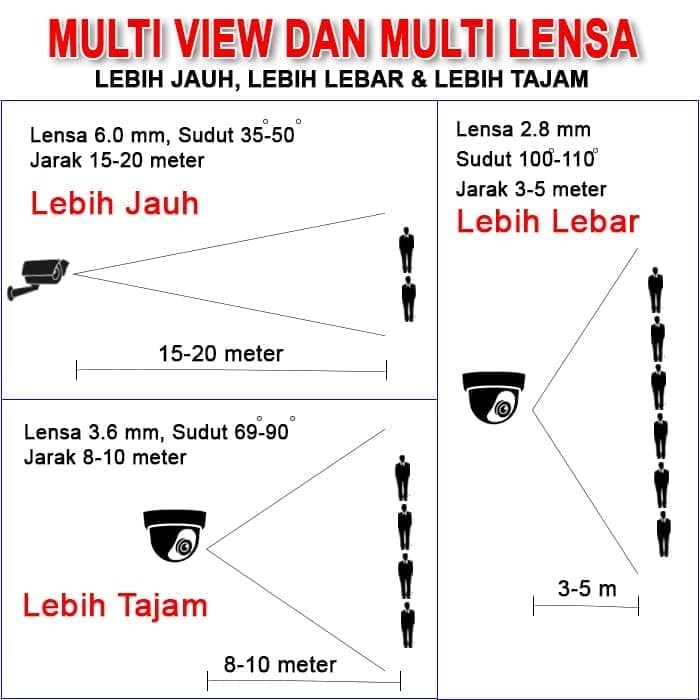 MULTI VIEW DAN MULTI LENSA
LEBIH JAUH, LEBIH LEBAR & LEBIH TAJAM
Lensa 6.0 mm, Sudut 35°-50°
Jarak 15-20 meter
Lebih Jauh
15-20 meter
Lensa 2.8 mm
Sudut 100°-110°
Jarak 3-5 meter
Lebih Lebar
3-5 m
Lensa 3.6 mm, Sudut 69°-90°
Jarak 8-10 meter
Lebih Tajam
8-10 meter